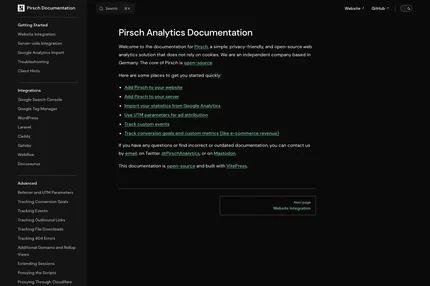 Pirsch Documentation
Search
⌘K
Website
GitHub
Getting Started
Website Integration
Server-side Integration
Google Analytics Import
Troubleshooting
Client Hints
Integrations
Google Search Console
Google Tag Manager
WordPress
Laravel
Caddy
Gatsby
Webflow
Docusaurus
Advanced
Referrer and UTM Parameters
Tracking Conversion Goals
Tracking Events
Tracking Outbound Links
Tracking File Downloads
Tracking 404 Errors
Additional Domains and Rollup
Views
Extending Sessions
Proxying the Scripts
Proxying Through Cloudflare
Pirsch Analytics Documentation
Welcome to the documentation for Pirsch, a simple, privacy-friendly, and open-source web
analytics solution that does not rely on cookies. We are an independent company based in
Germany. The core of Pirsch is open-source.
Here are some places to get you started quickly:
• Add Pirsch to your website
• Add Pirsch to your server
• Import your statistics from Google Analytics
• Use UTM parameters for ad attribution
• Track custom events
• Track conversion goals and custom metrics (like e-commerce revenue)
If you have any questions or find incorrect or outdated documentation, you can contact us
by email, on Twitter @PirschAnalytics, or on Mastodon.
This documentation is open-source and built with VitePress.
Next page
Website Integration